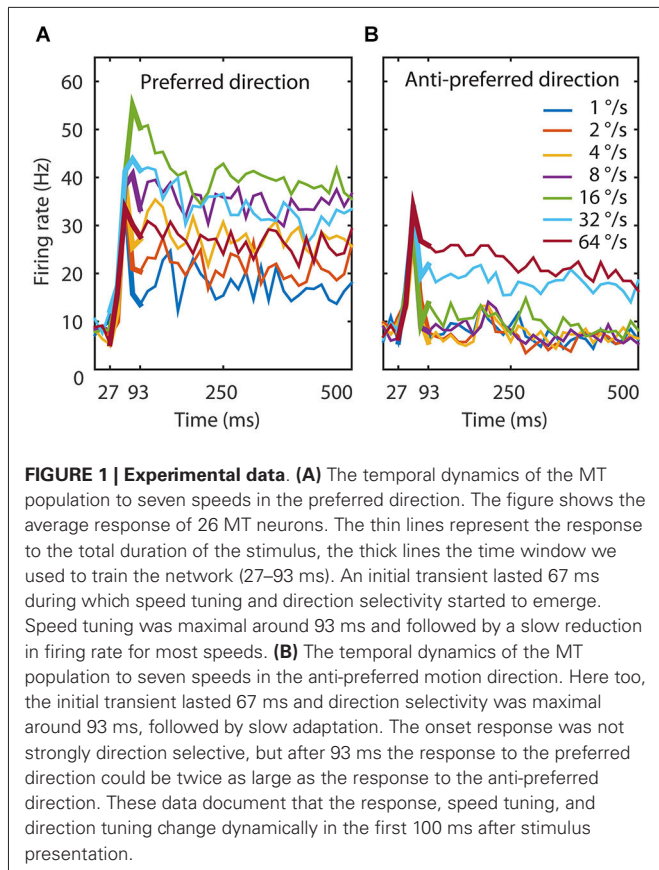 A
B
Preferred direction
Anti-preferred direction
60
50
40
30
20
10
0
Firing rate (Hz)
1 °/s
2 °/s
4 °/s
8 °/s
16 °/s
32 °/s
64 °/s
27 93 250 500
27 93 250 500
Time (ms)
Time (ms)
FIGURE 1 | Experimental data. (A) The temporal dynamics of the MT
population to seven speeds in the preferred direction. The figure shows the
average response of 26 MT neurons. The thin lines represent the response
to the total duration of the stimulus, the thick lines the time window we
used to train the network (27–93 ms). An initial transient lasted 67 ms
during which speed tuning and direction selectivity started to emerge.
Speed tuning was maximal around 93 ms and followed by a slow reduction
in firing rate for most speeds. (B) The temporal dynamics of the MT
population to seven speeds in the anti-preferred motion direction. Here too,
the initial transient lasted 67 ms and direction selectivity was maximal
around 93 ms, followed by slow adaptation. The onset response was not
strongly direction selective, but after 93 ms the response to the preferred
direction could be twice as large as the response to the anti-preferred
direction. These data document that the response, speed tuning, and
direction tuning change dynamically in the first 100 ms after stimulus
presentation.